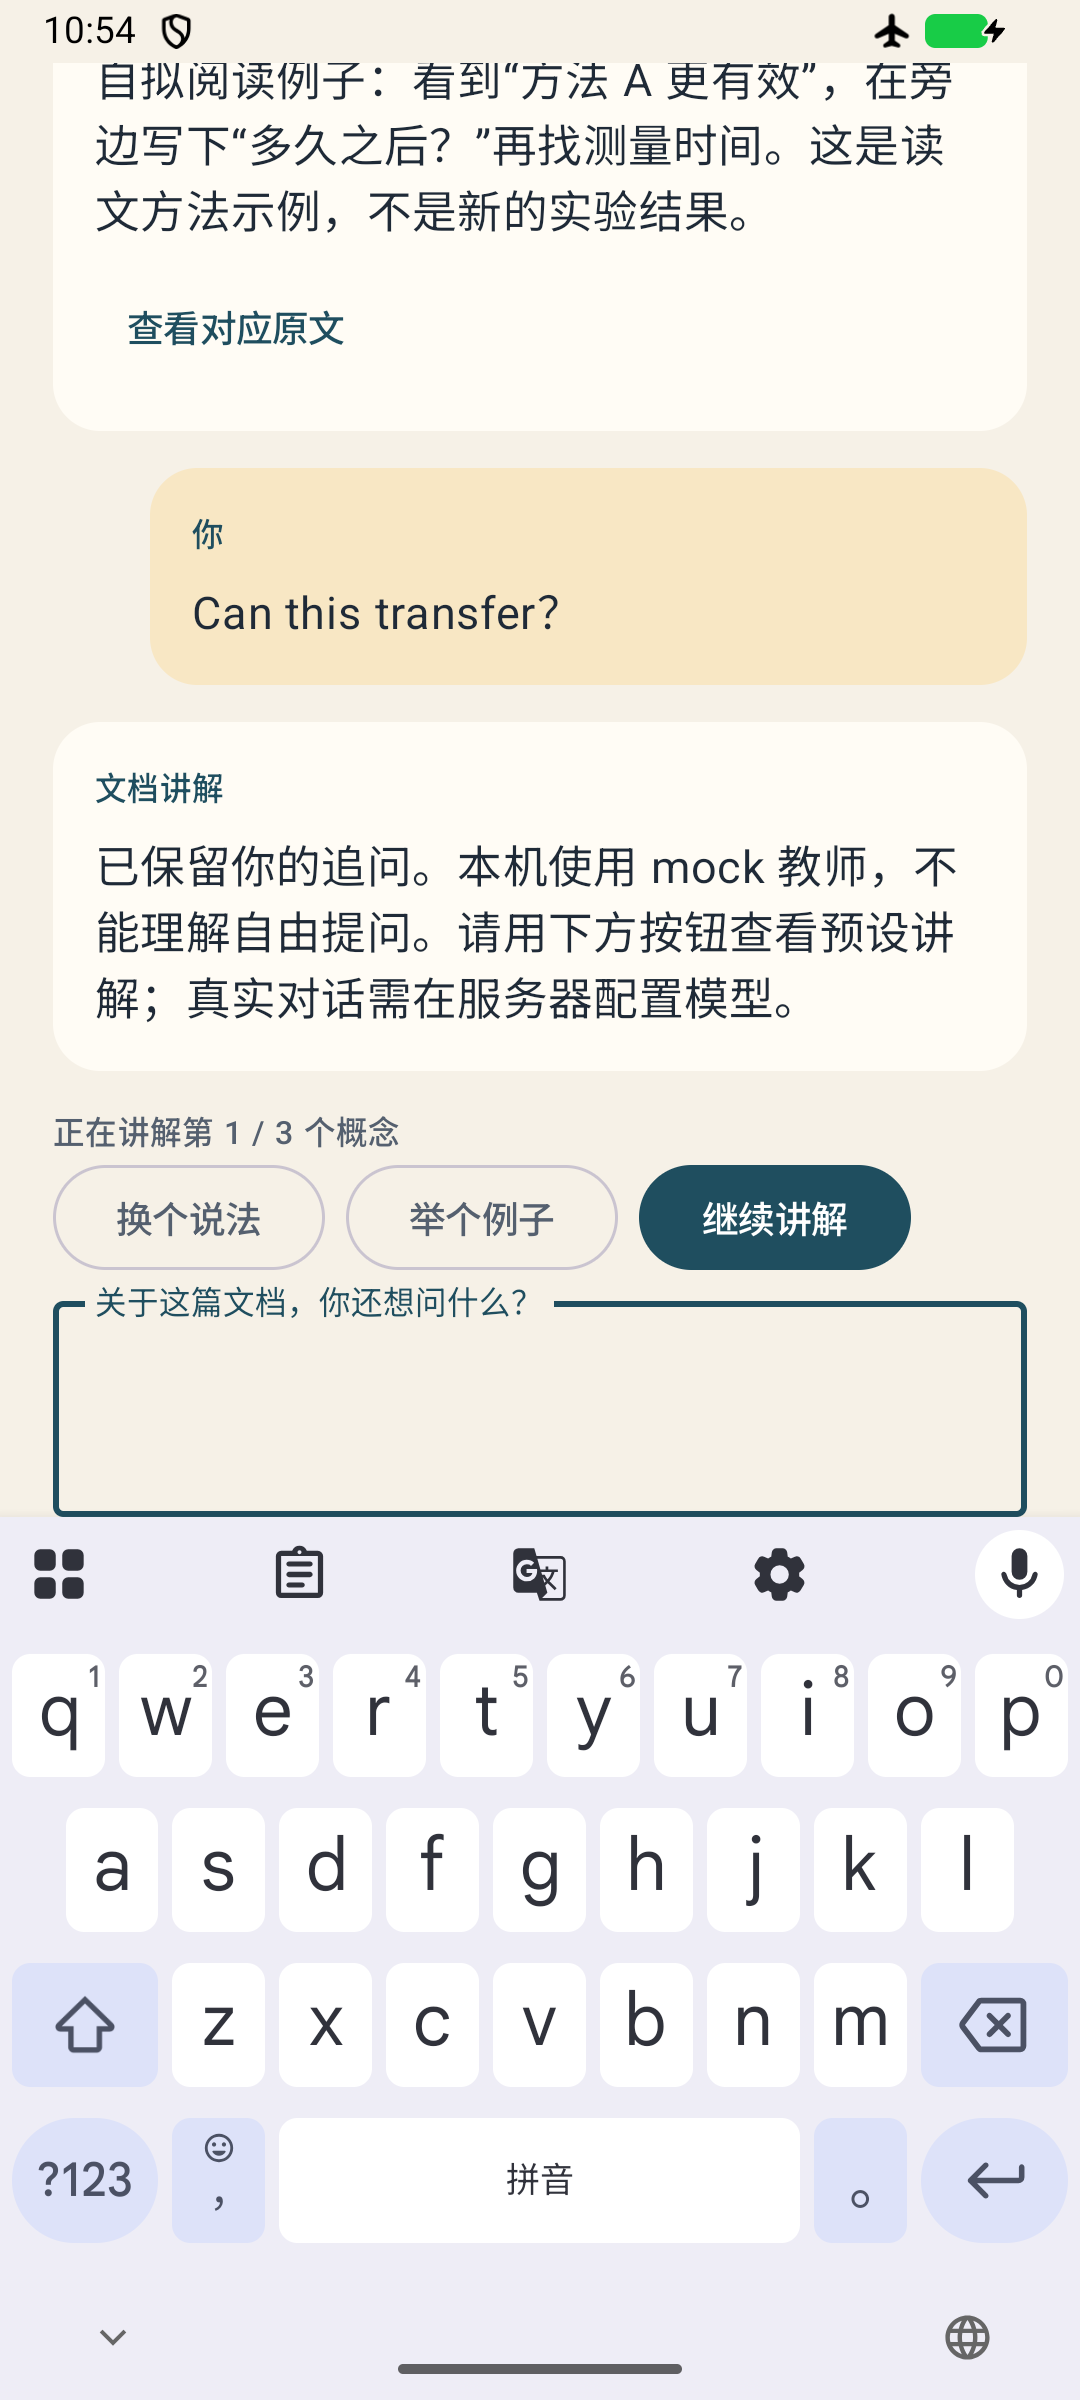 10:54
自拟阅读例子：看到“方法 A 更有效”，在旁
边写下“多久之后？”再找测量时间。这是读
文方法示例，不是新的实验结果。
查看对应原文
你
Can this transfer?
文档讲解
已保留你的追问。本机使用 mock 教师，不
能理解自由提问。请用下方按钮查看预设讲
解；真实对话需在服务器配置模型。
正在讲解第 1 / 3 个概念
换个说法 举个例子 继续讲解
关于这篇文档，你还想问什么？
G 文
1 2 3 4 5 6 7 8 9 0
q w e r t y u i o p
a s d f g h j k l
z x c v b n m
?123 ， 拼音 。